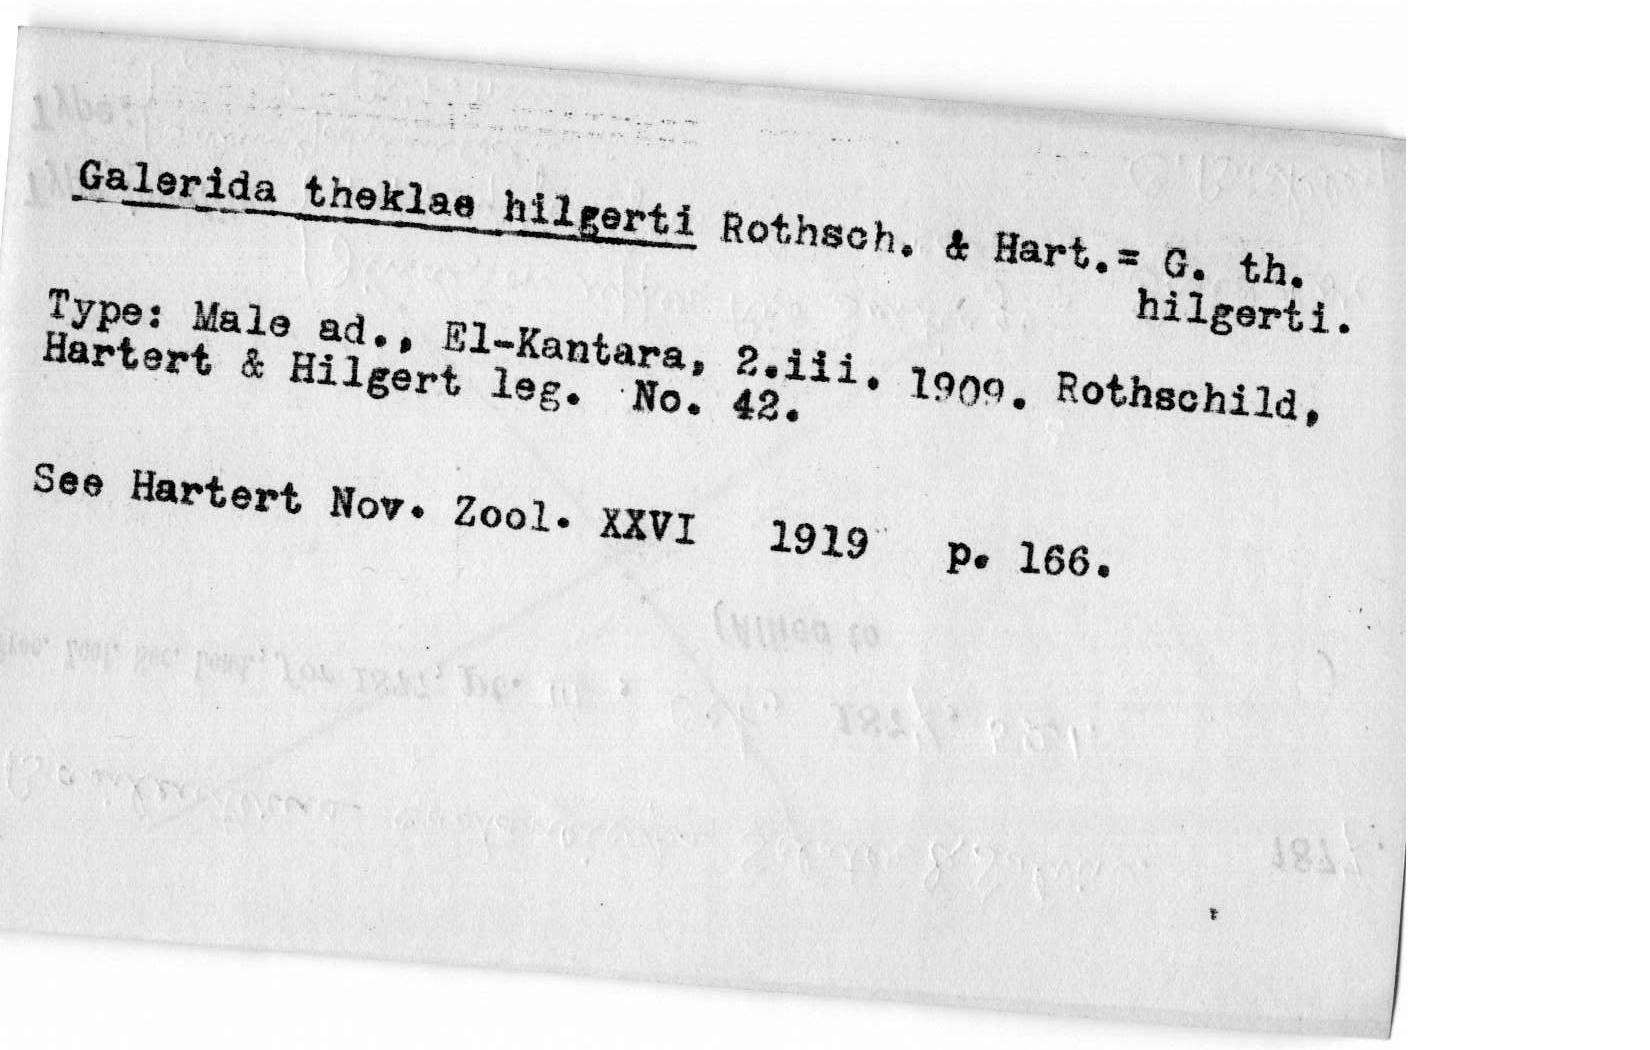 Galerida theklae hilgerti Rothsch. & Hart.= G. th.
hilgerti.
Type: Male ad., El-Kantara, 2.iii. 1909. Rothschild,
Hartert & Hilgert leg. No. 42.
See Hartert Nov. Zool. XXVI 1919 p. 166.